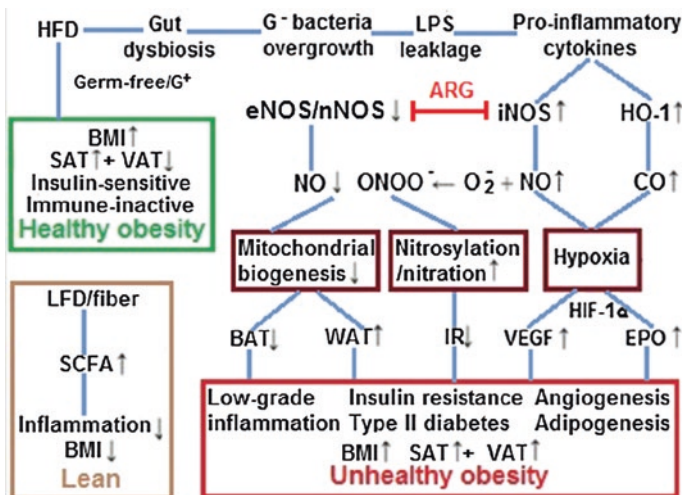 HFD
Gut
dysbiosis
G⁻ bacteria
overgrowth
LPS
leaklage
Pro-inflammatory
cytokines
Germ-free/G⁺
ARG
eNOS/nNOS↓
iNOS↑
HO-1↑
BMI↑
SAT↑+ VAT↓
Insulin-sensitive
Immune-inactive
Healthy obesity
NO↓
ONOO⁻← O₂⁻ + NO↑
CO↑
Mitochondrial
biogenesis↓
Nitrosylation
/nitration↑
Hypoxia
HIF-1α
BAT↓
WAT↑
IR↓
VEGF↑
EPO↑
LFD/fiber
SCFA↑
Inflammation↓
BMI↓
Lean
Low-grade
inflammation
Insulin resistance
Type II diabetes
Angiogenesis
Adipogenesis
BMI↑ SAT↑+ VAT↑
Unhealthy obesity